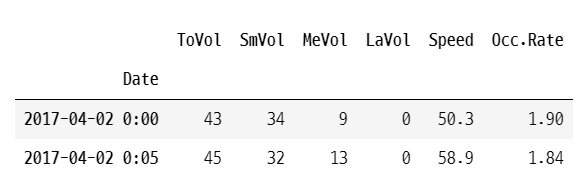 ToVol SmVol MeVol LaVol Speed Occ.Rate
Date
2017-04-02 0:00 43 34 9 0 50.3 1.90
2017-04-02 0:05 45 32 13 0 58.9 1.84